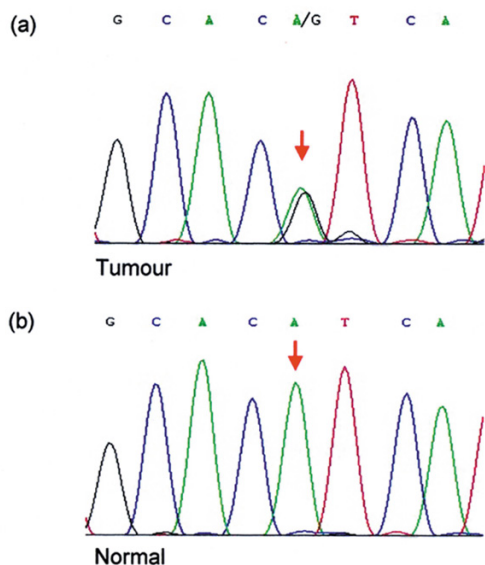 (a) G C A C A/G T C A
Tumour
(b) G C A C A T C A
Normal